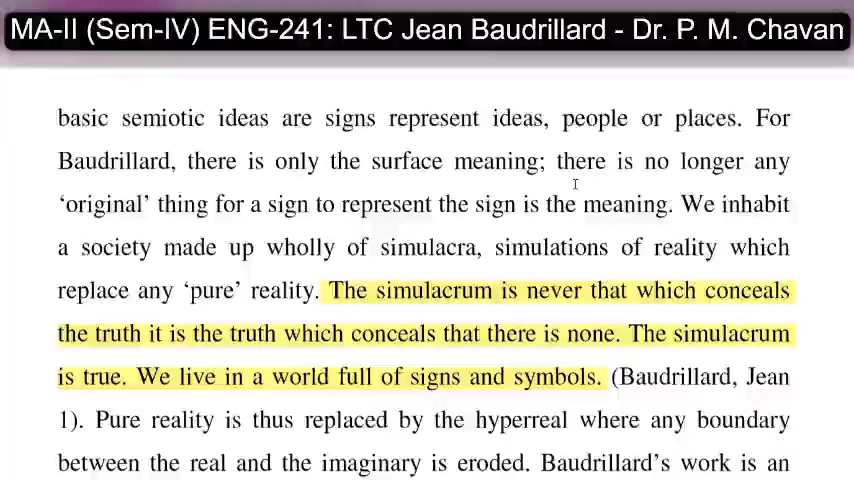 MA-II (Sem-IV) ENG-241: LTC Jean Baudrillard - Dr. P. M. Chavan
basic semiotic ideas are signs represent ideas, people or places. For
Baudrillard, there is only the surface meaning; there is no longer any
‘original’ thing for a sign to represent the sign is the meaning. We inhabit
a society made up wholly of simulacra, simulations of reality which
replace any ‘pure’ reality. The simulacrum is never that which conceals
the truth it is the truth which conceals that there is none. The simulacrum
is true. We live in a world full of signs and symbols. (Baudrillard, Jean
1). Pure reality is thus replaced by the hyperreal where any boundary
between the real and the imaginary is eroded. Baudrillard’s work is an